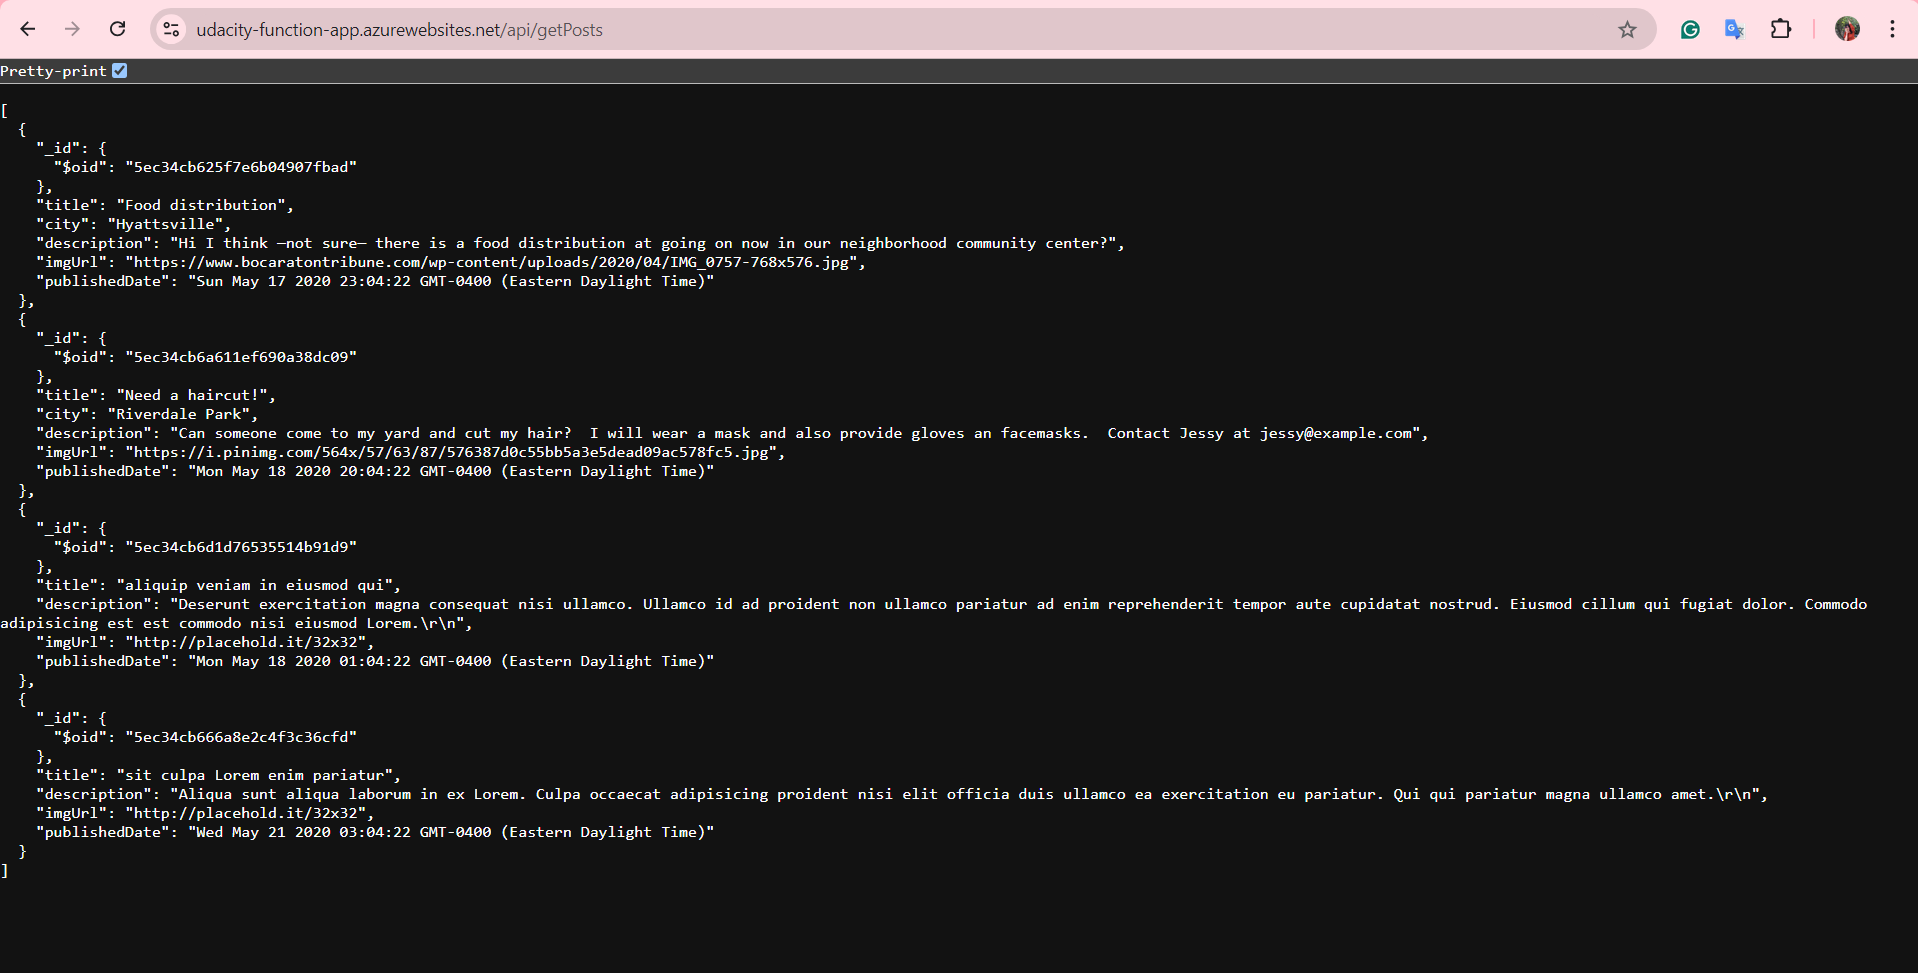 udacity-function-app.azurewebsites.net/api/getPosts
Pretty-print
[
  {
    "_id": {
      "$oid": "5ec34cb625f7e6b04907fbad"
    },
    "title": "Food distribution",
    "city": "Hyattsville",
    "description": "Hi I think —not sure— there is a food distribution at going on now in our neighborhood community center?",
    "imgUrl": "https://www.bocaratontribune.com/wp-content/uploads/2020/04/IMG_0757-768x576.jpg",
    "publishedDate": "Sun May 17 2020 23:04:22 GMT-0400 (Eastern Daylight Time)"
  },
  {
    "_id": {
      "$oid": "5ec34cb6a611ef690a38dc09"
    },
    "title": "Need a haircut!",
    "city": "Riverdale Park",
    "description": "Can someone come to my yard and cut my hair?  I will wear a mask and also provide gloves an facemasks.  Contact Jessy at jessy@example.com",
    "imgUrl": "https://i.pinimg.com/564x/57/63/87/576387d0c55bb5a3e5dead09ac578fc5.jpg",
    "publishedDate": "Mon May 18 2020 20:04:22 GMT-0400 (Eastern Daylight Time)"
  },
  {
    "_id": {
      "$oid": "5ec34cb6d1d76535514b91d9"
    },
    "title": "aliquip veniam in eiusmod qui",
    "description": "Deserunt exercitation magna consequat nisi ullamco. Ullamco id ad proident non ullamco pariatur ad enim reprehenderit tempor aute cupidatat nostrud. Eiusmod cillum qui fugiat dolor. Commodo
adipisicing est est commodo nisi eiusmod Lorem.\r\n",
    "imgUrl": "http://placehold.it/32x32",
    "publishedDate": "Mon May 18 2020 01:04:22 GMT-0400 (Eastern Daylight Time)"
  },
  {
    "_id": {
      "$oid": "5ec34cb666a8e2c4f3c36cfd"
    },
    "title": "sit culpa Lorem enim pariatur",
    "description": "Aliqua sunt aliqua laborum in ex Lorem. Culpa occaecat adipisicing proident nisi elit officia duis ullamco ea exercitation eu pariatur. Qui qui pariatur magna ullamco amet.\r\n",
    "imgUrl": "http://placehold.it/32x32",
    "publishedDate": "Wed May 21 2020 03:04:22 GMT-0400 (Eastern Daylight Time)"
  }
]